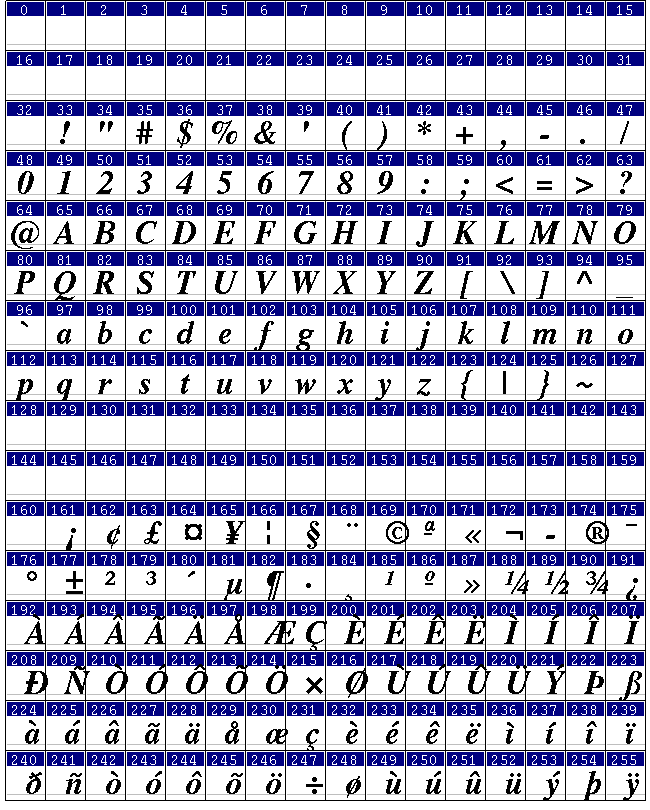 0 1 2 3 4 5 6 7 8 9 10 11 12 13 14 15
16 17 18 19 20 21 22 23 24 25 26 27 28 29 30 31
32 33 34 35 36 37 38 39 40 41 42 43 44 45 46 47
! " # $ % & ' ( ) * + , - . /
48 49 50 51 52 53 54 55 56 57 58 59 60 61 62 63
0 1 2 3 4 5 6 7 8 9 : ; < = > ?
64 65 66 67 68 69 70 71 72 73 74 75 76 77 78 79
@ A B C D E F G H I J K L M N O
80 81 82 83 84 85 86 87 88 89 90 91 92 93 94 95
P Q R S T U V W X Y Z [ \ ] ^ _
96 97 98 99 100 101 102 103 104 105 106 107 108 109 110 111
` a b c d e f g h i j k l m n o
112 113 114 115 116 117 118 119 120 121 122 123 124 125 126 127
p q r s t u v w x y z { | } ~
128 129 130 131 132 133 134 135 136 137 138 139 140 141 142 143
144 145 146 147 148 149 150 151 152 153 154 155 156 157 158 159
160 161 162 163 164 165 166 167 168 169 170 171 172 173 174 175
¡ ¢ £ ¤ ¥ ¦ § ¨ © ª « ¬ - ® ¯
176 177 178 179 180 181 182 183 184 185 186 187 188 189 190 191
° ± ² ³ ´ µ ¶ · ¸ ¹ º » ¼ ½ ¾ ¿
192 193 194 195 196 197 198 199 200 201 202 203 204 205 206 207
À Á Â Ã Ä Å Æ Ç È É Ê Ë Ì Í Î Ï
208 209 210 211 212 213 214 215 216 217 218 219 220 221 222 223
Ð Ñ Ò Ó Ô Õ Ö × Ø Ù Ú Û Ü Ý Þ ß
224 225 226 227 228 229 230 231 232 233 234 235 236 237 238 239
à á â ã ä å æ ç è é ê ë ì í î ï
240 241 242 243 244 245 246 247 248 249 250 251 252 253 254 255
ð ñ ò ó ô õ ö ÷ ø ù ú û ü ý þ ÿ